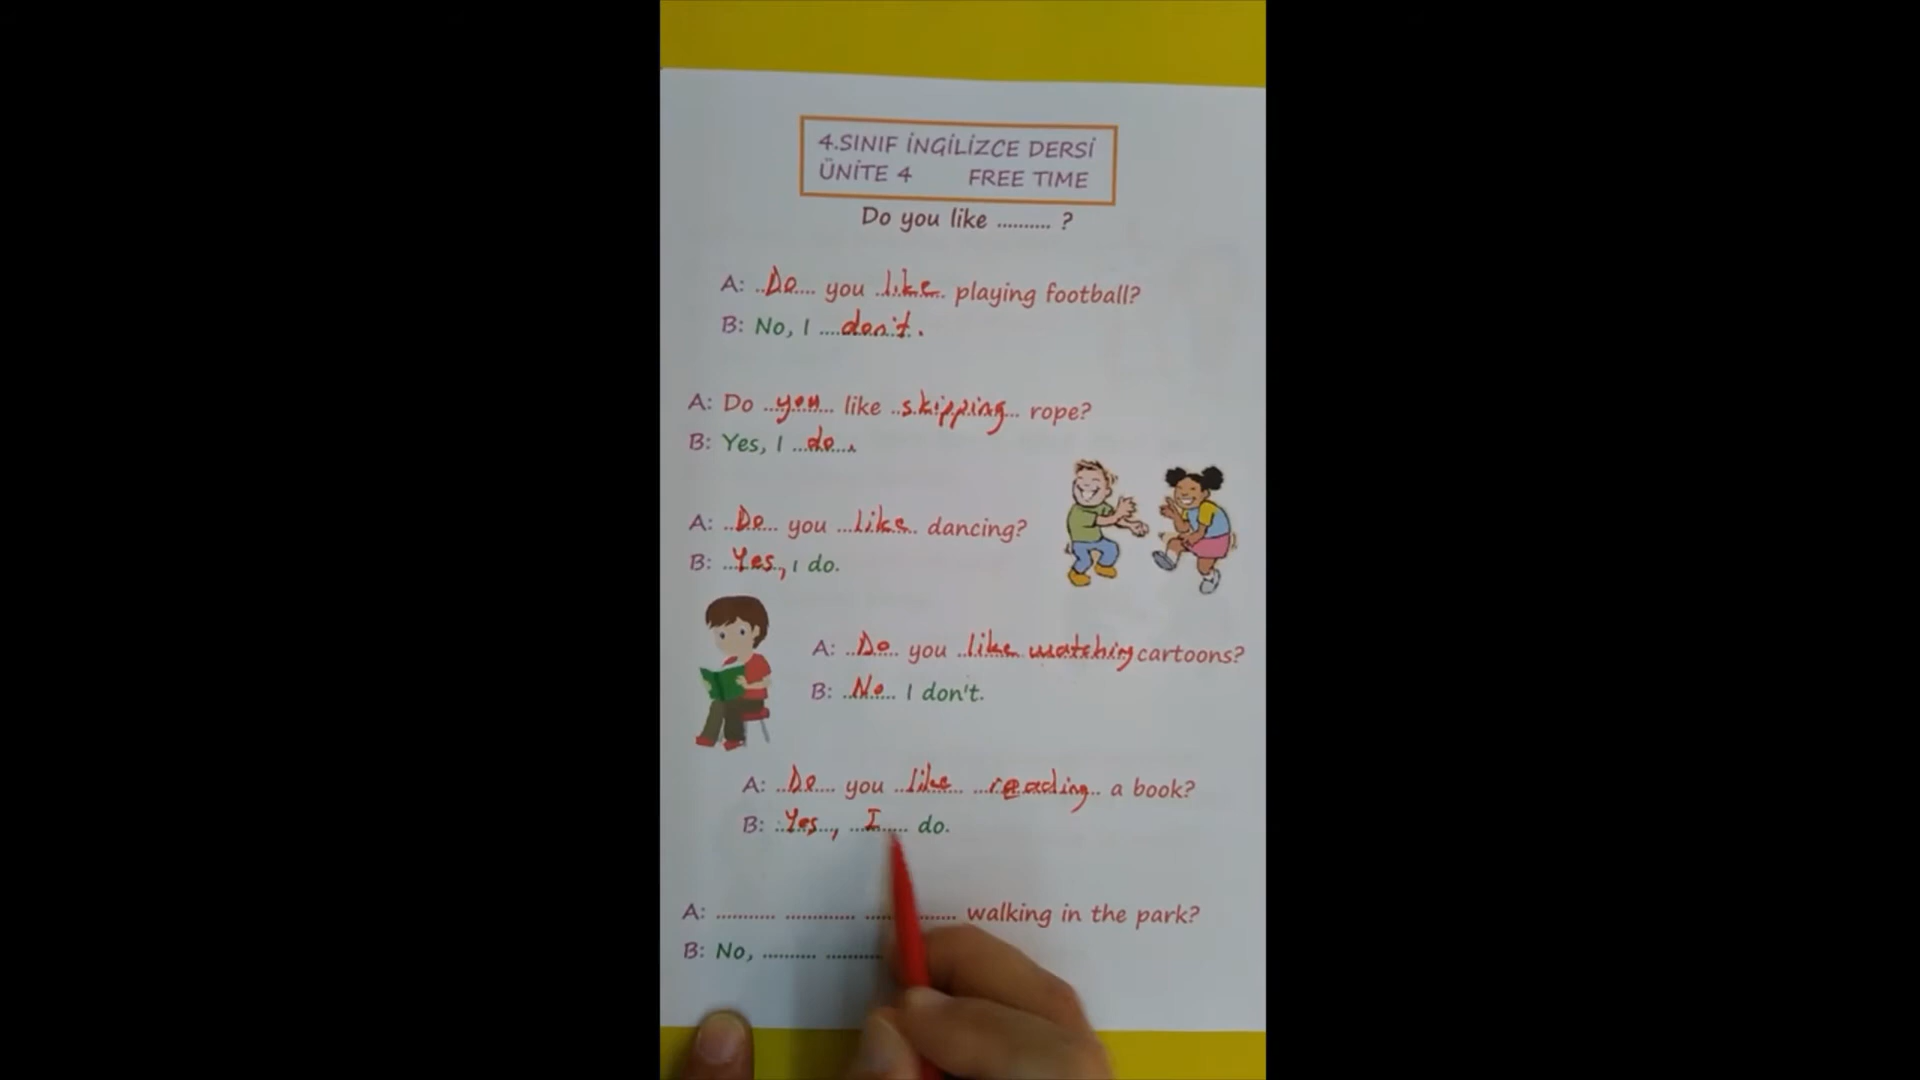 4.SINIF İNGİLİZCE DERSİ
ÜNİTE 4 FREE TIME
Do you like .......... ?
A: ..Do.... you ..like.. playing football?
B: No, I ....don't.
A: Do ..you... like ..skipping... rope?
B: Yes, I ...do...
A: ..Do... you ...like.. dancing?
B: ..Yes.., I do.
A: ..Do.. you ..like watching cartoons?
B: ..No... I don't.
A: ..Do.... you ..like... ...reading.. a book?
B: ..Yes..., ...I..... do.
A: ........... ............. ................. walking in the park?
B: No, .......... ...........